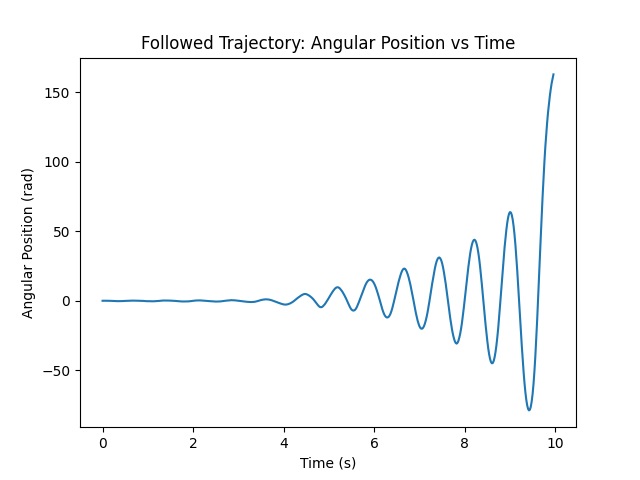 Followed Trajectory: Angular Position vs Time
150
100
50
0
−50
Angular Position (rad)
0 2 4 6 8 10
Time (s)